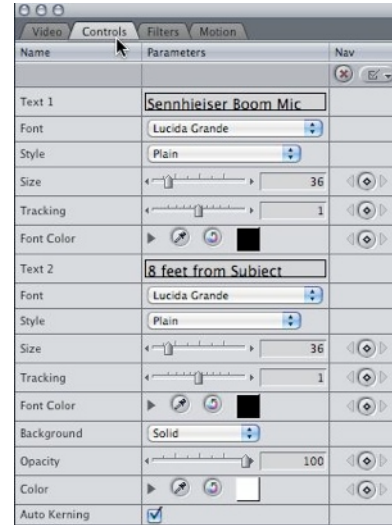 Video Controls Filters Motion
Name Parameters Nav
Text 1 Sennhieiser Boom Mic
Font Lucida Grande
Style Plain
Size 36
Tracking 1
Font Color
Text 2 8 feet from Subject
Font Lucida Grande
Style Plain
Size 36
Tracking 1
Font Color
Background Solid
Opacity 100
Color
Auto Kerning